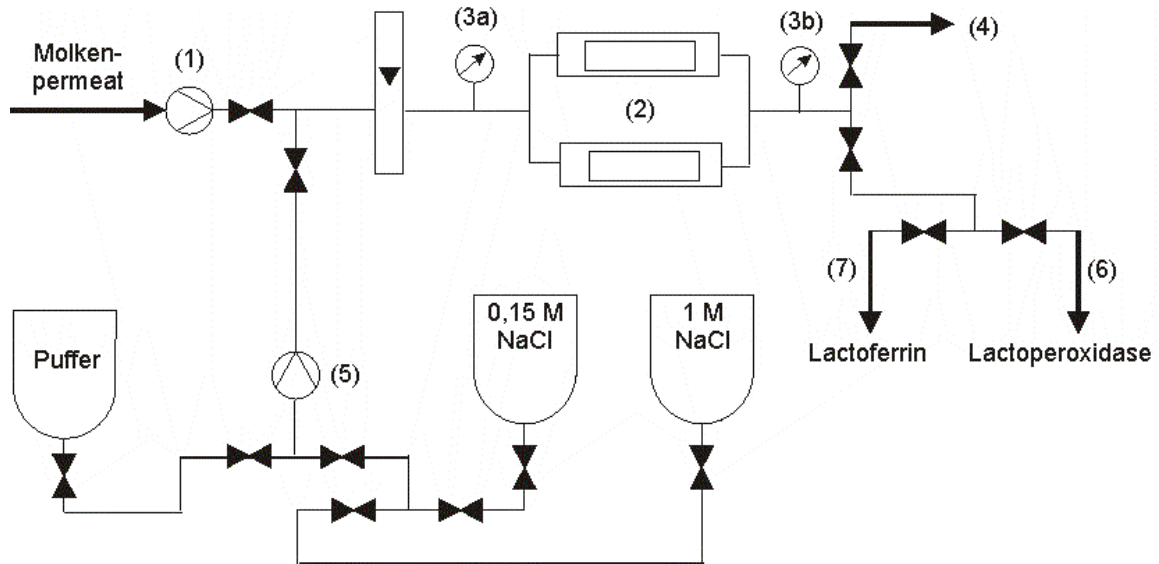 Molken-
permeat
(1)
(3a)
(2)
(3b)
(4)
(5)
Puffer
0,15 M
NaCl
1 M
NaCl
(7)
(6)
Lactoferrin
Lactoperoxidase